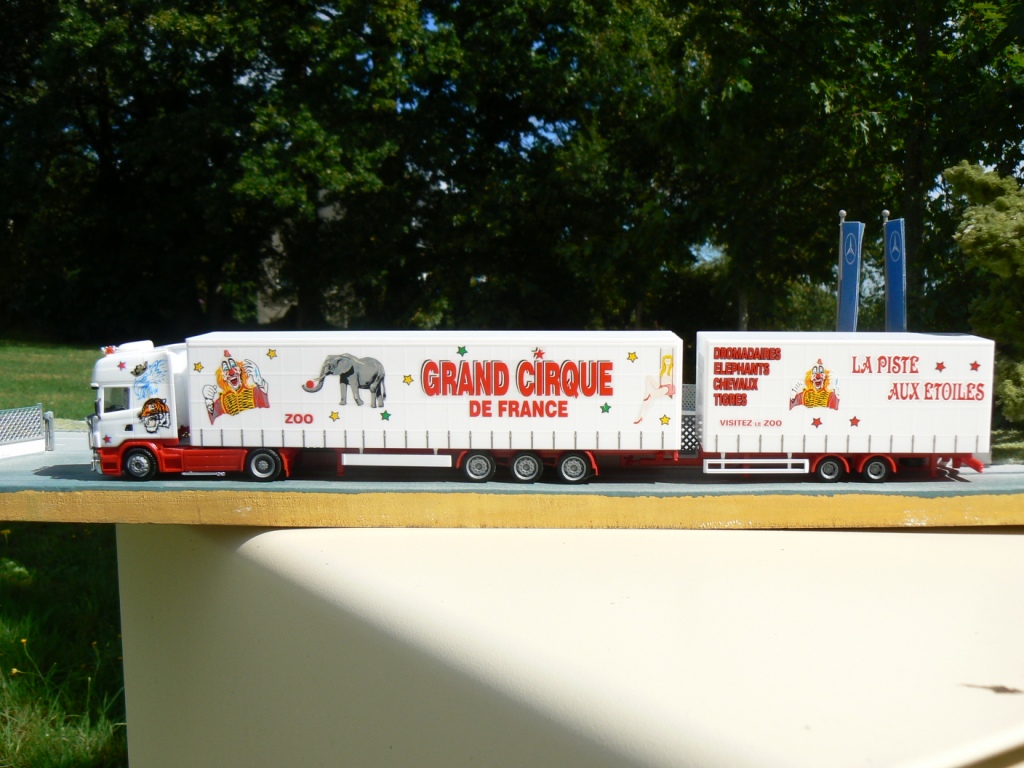 ZOO
GRAND CIRQUE
DE FRANCE
DROMADAIRES
ELEPHANTS
CHEVAUX
TIGRES
VISITEZ LE ZOO
LA PISTE
AUX ETOILES